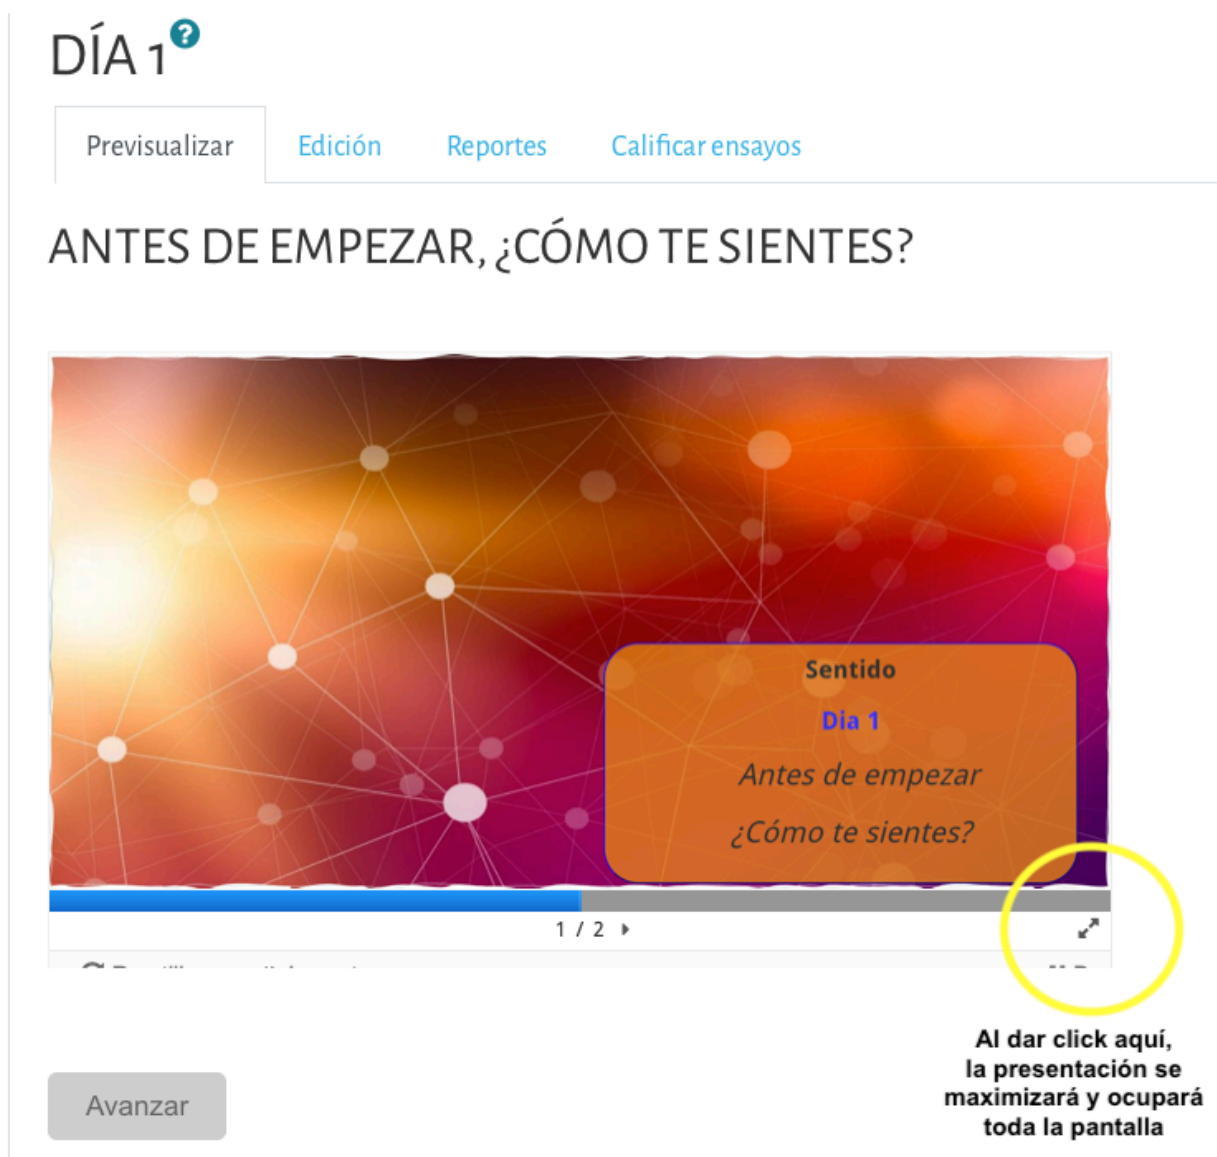 DÍA 1
Previsualizar Edición Reportes Calificar ensayos
ANTES DE EMPEZAR, ¿CÓMO TE SIENTES?
Sentido
Dia 1
Antes de empezar
¿Cómo te sientes?
1 / 2
Al dar click aquí,
la presentación se
maximizará y ocupará
toda la pantalla
Avanzar